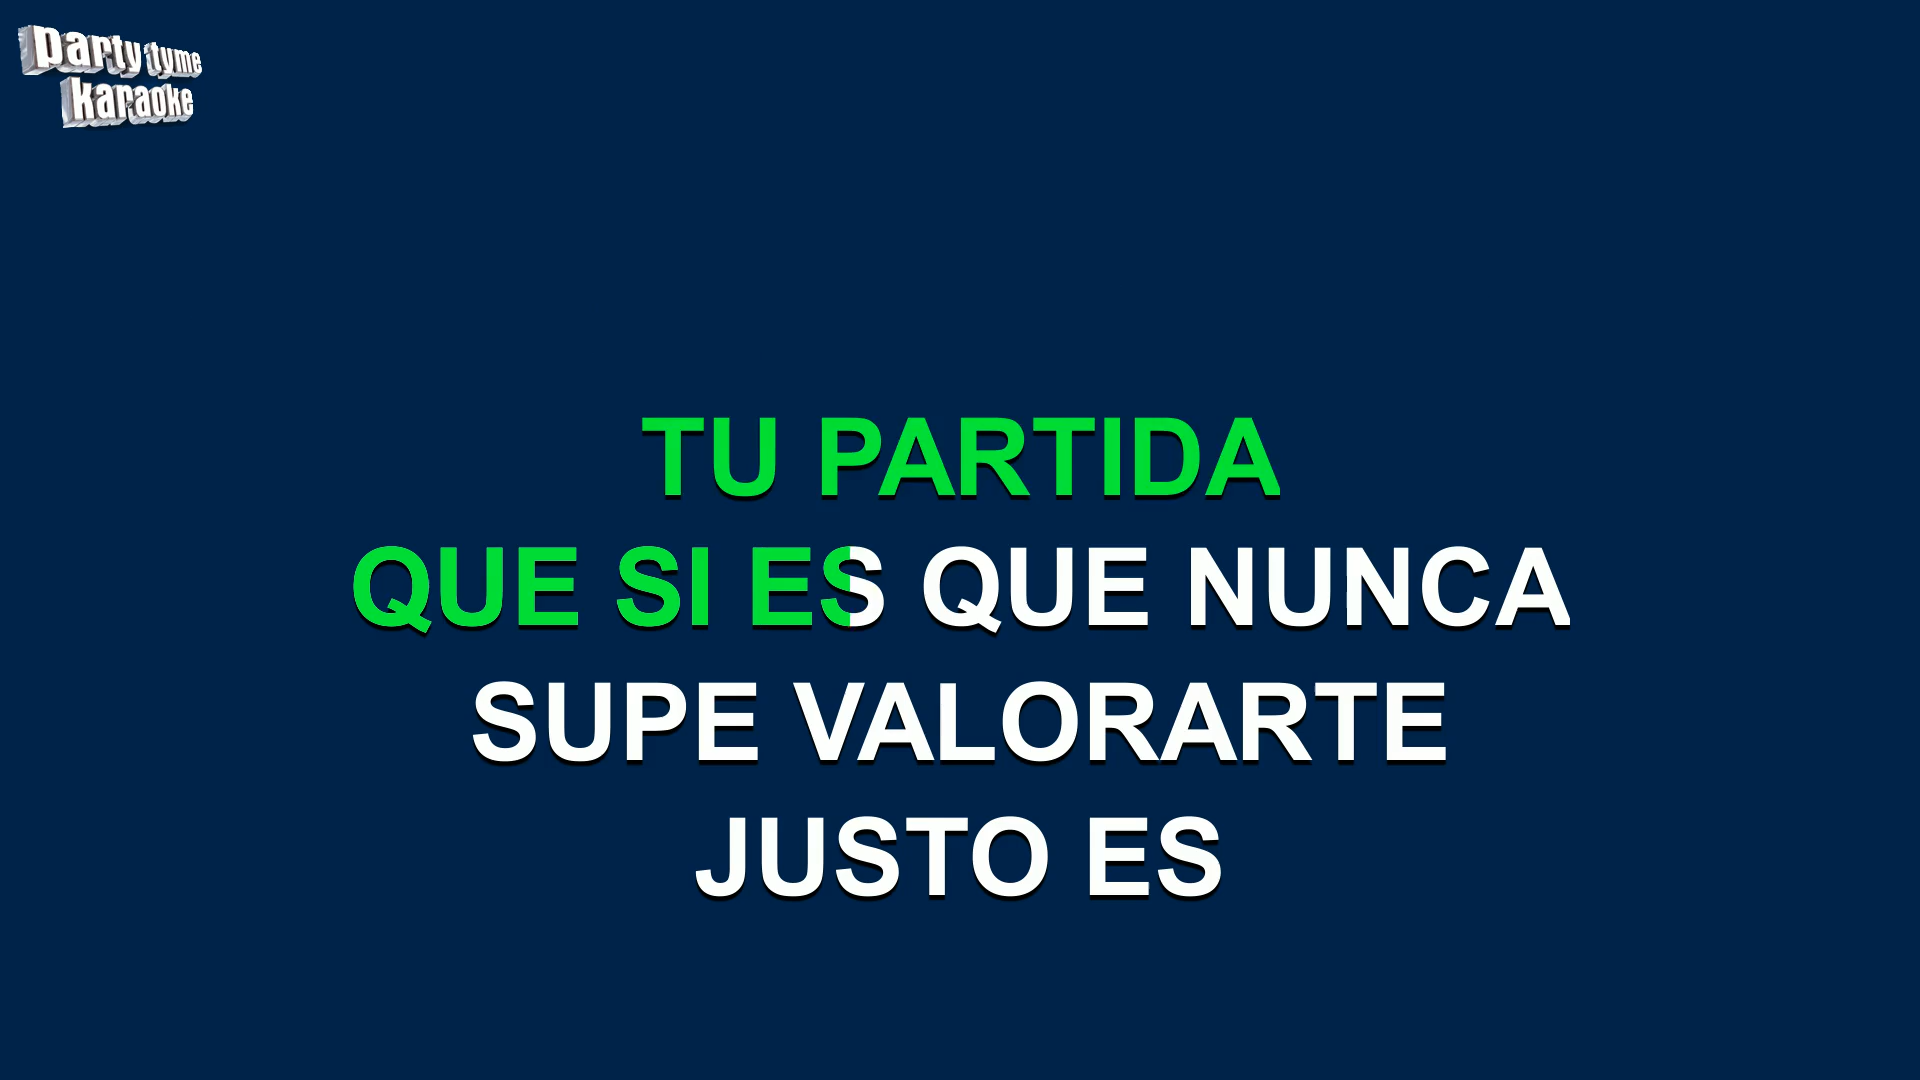 party tyme
karaoke
TU PARTIDA
QUE SI ES QUE NUNCA
SUPE VALORARTE
JUSTO ES